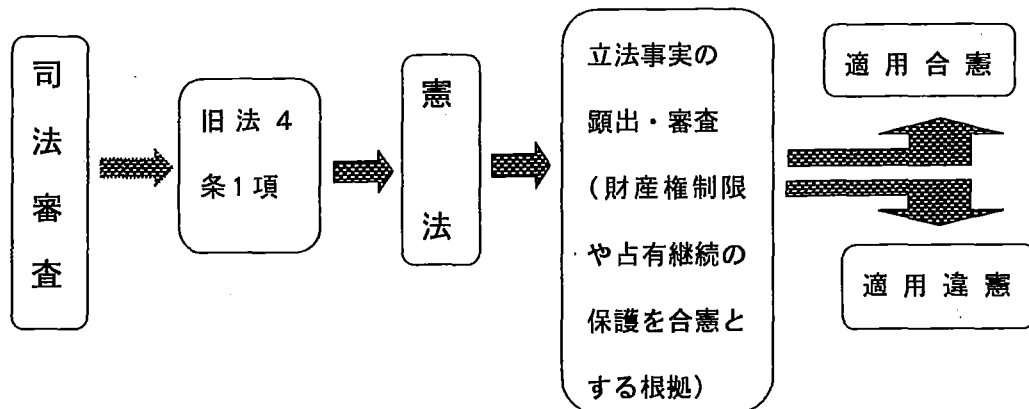 司法審査
旧法4
条1項
憲法
立法事実の
顕出・審査
(財産権制限
や占有継続の
保護を合憲と
する根拠)
適用合憲
適用違憲